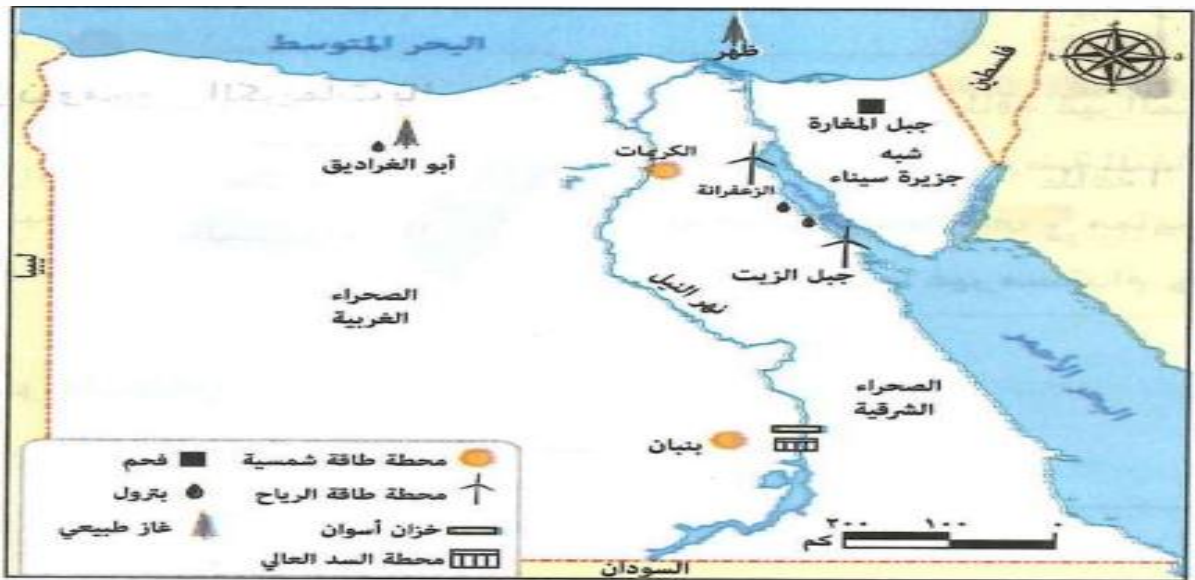 البحر المتوسط
ظهر
فلسطين
جبل المغارة
شبه
جزيرة سيناء
أبو الغراديق
الكريمات
الزعفرانة
جبل الزيت
ليبيا
الصحراء
الغربية
نهر النيل
البحر الأحمر
الصحراء
الشرقية
بنبان
محطة طاقة شمسية
فحم
محطة طاقة الرياح
بترول
خزان أسوان
غاز طبيعي
محطة السد العالي
٢٠٠ ١٠٠ ٠
كم
السودان